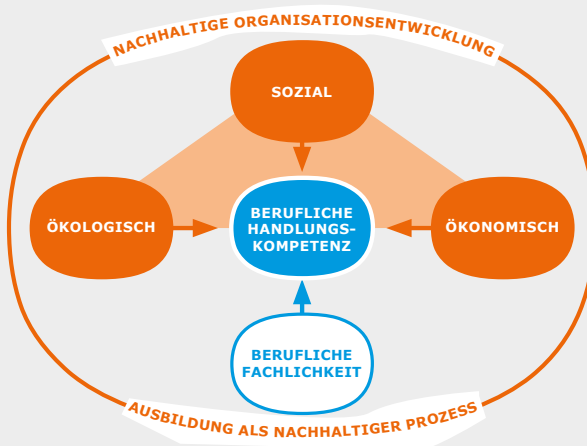 NACHHALTIGE ORGANISATIONSENTWICKLUNG
SOZIAL
ÖKOLOGISCH
BERUFLICHE
HANDLUNGS-
KOMPETENZ
ÖKONOMISCH
BERUFLICHE
FACHLICHKEIT
AUSBILDUNG ALS NACHHALTIGER PROZESS